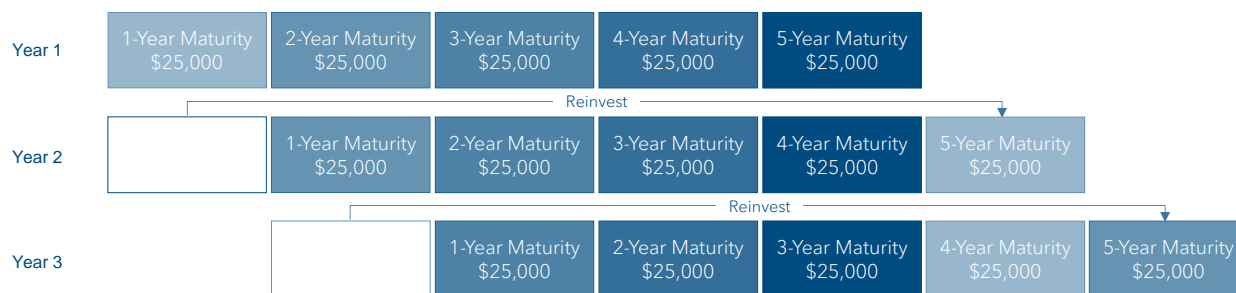 Year 1
1-Year Maturity
$25,000
2-Year Maturity
$25,000
3-Year Maturity
$25,000
4-Year Maturity
$25,000
5-Year Maturity
$25,000
Reinvest
Year 2
1-Year Maturity
$25,000
2-Year Maturity
$25,000
3-Year Maturity
$25,000
4-Year Maturity
$25,000
5-Year Maturity
$25,000
Reinvest
Year 3
1-Year Maturity
$25,000
2-Year Maturity
$25,000
3-Year Maturity
$25,000
4-Year Maturity
$25,000
5-Year Maturity
$25,000